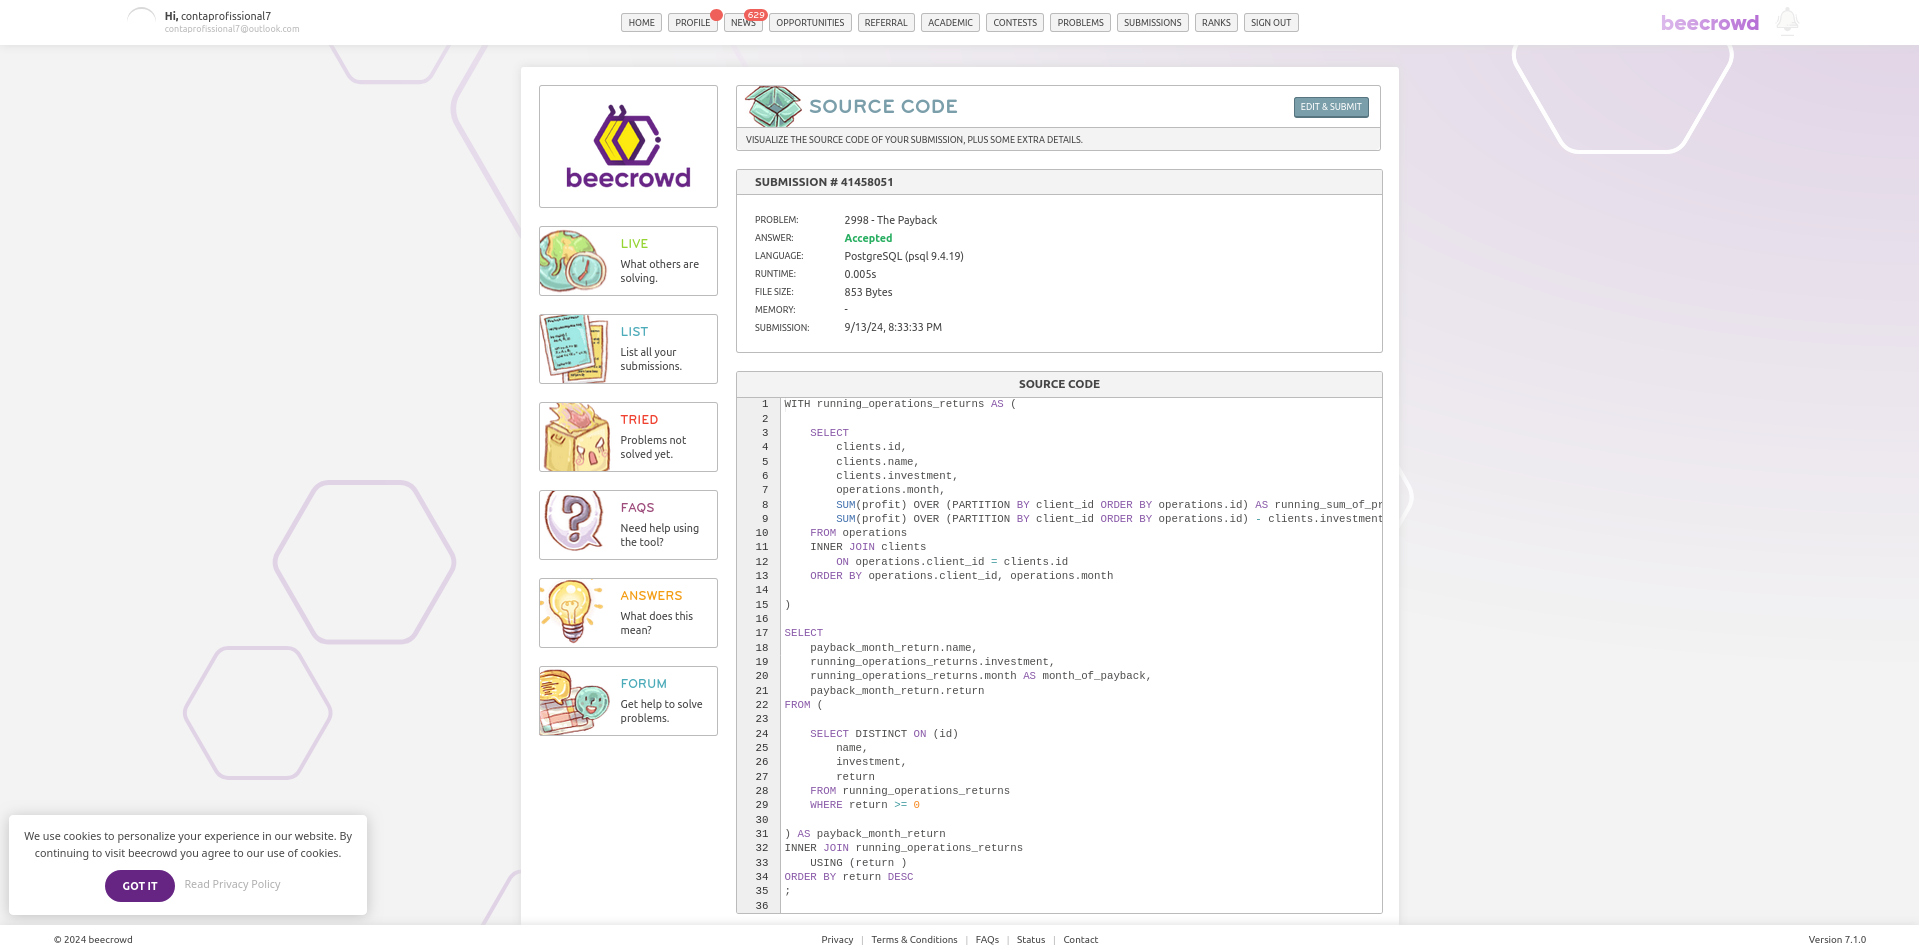 Hi, contaprofissional7
contaprofissional7@outlook.com
HOME
PROFILE
NEWS
629
OPPORTUNITIES
REFERRAL
ACADEMIC
CONTESTS
PROBLEMS
SUBMISSIONS
RANKS
SIGN OUT
beecrowd
beecrowd
LIVE
What others are
solving.
LIST
List all your
submissions.
TRIED
Problems not
solved yet.
FAQS
Need help using
the tool?
ANSWERS
What does this
mean?
FORUM
Get help to solve
problems.
SOURCE CODE
EDIT & SUBMIT
VISUALIZE THE SOURCE CODE OF YOUR SUBMISSION, PLUS SOME EXTRA DETAILS.
SUBMISSION # 41458051
PROBLEM: 2998 - The Payback
ANSWER: Accepted
LANGUAGE: PostgreSQL (psql 9.4.19)
RUNTIME: 0.005s
FILE SIZE: 853 Bytes
MEMORY: -
SUBMISSION: 9/13/24, 8:33:33 PM
SOURCE CODE
1 WITH running_operations_returns AS (
2
3 SELECT
4 clients.id,
5 clients.name,
6 clients.investment,
7 operations.month,
8 SUM(profit) OVER (PARTITION BY client_id ORDER BY operations.id) AS running_sum_of_pr
9 SUM(profit) OVER (PARTITION BY client_id ORDER BY operations.id) - clients.investment
10 FROM operations
11 INNER JOIN clients
12 ON operations.client_id = clients.id
13 ORDER BY operations.client_id, operations.month
14
15 )
16
17 SELECT
18 payback_month_return.name,
19 running_operations_returns.investment,
20 running_operations_returns.month AS month_of_payback,
21 payback_month_return.return
22 FROM (
23
24 SELECT DISTINCT ON (id)
25 name,
26 investment,
27 return
28 FROM running_operations_returns
29 WHERE return >= 0
30
31 ) AS payback_month_return
32 INNER JOIN running_operations_returns
33 USING (return )
34 ORDER BY return DESC
35 ;
36
We use cookies to personalize your experience in our website. By
continuing to visit beecrowd you agree to our use of cookies.
GOT IT
Read Privacy Policy
© 2024 beecrowd
Privacy | Terms & Conditions | FAQs | Status | Contact
Version 7.1.0